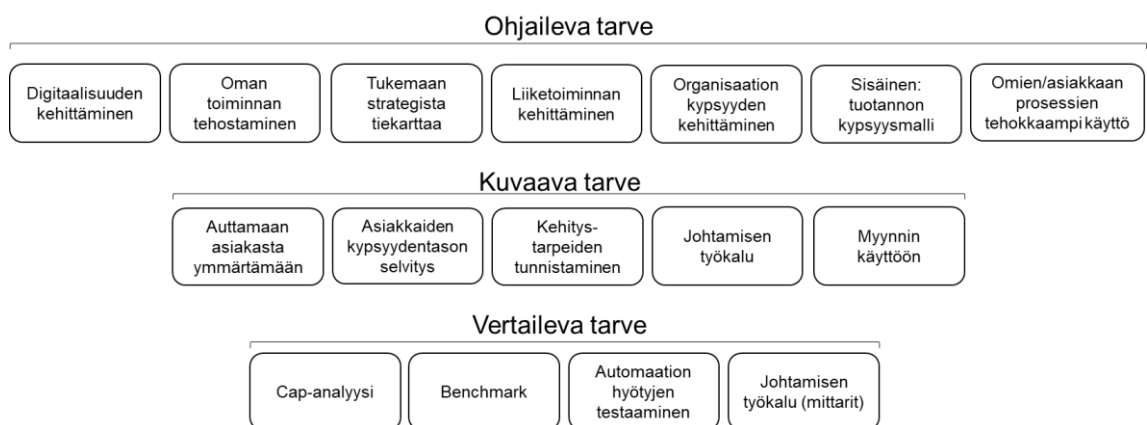 Ohjaileva tarve
Digitaalisuuden
kehittäminen
Oman
toiminnan
tehostaminen
Tukemaan
strategista
tiekarttaa
Liiketoiminnan
kehittäminen
Organisaation
kypsyyden
kehittäminen
Sisäinen:
tuotannon
kypsyysmalli
Omien/asiakkaan
prosessien
tehokkaampi käyttö
Kuvaava tarve
Auttamaan
asiakasta
ymmärtämään
Asiakkaiden
kypsyydentason
selvitys
Kehitys-
tarpeiden
tunnistaminen
Johtamisen
työkalu
Myynnin
käyttöön
Vertaileva tarve
Cap-analyysi
Benchmark
Automaation
hyötyjen
testaaminen
Johtamisen
työkalu (mittarit)